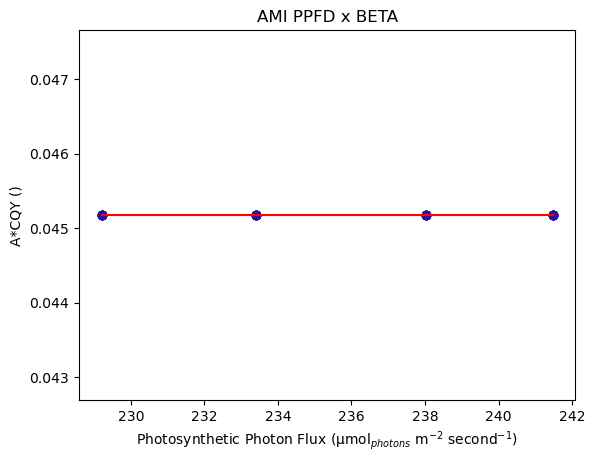 AMI PPFD x BETA
0.047
0.046
0.045
0.044
0.043
A*CQY ()
230 232 234 236 238 240 242
Photosynthetic Photon Flux (μmol_photons m⁻² second⁻¹)